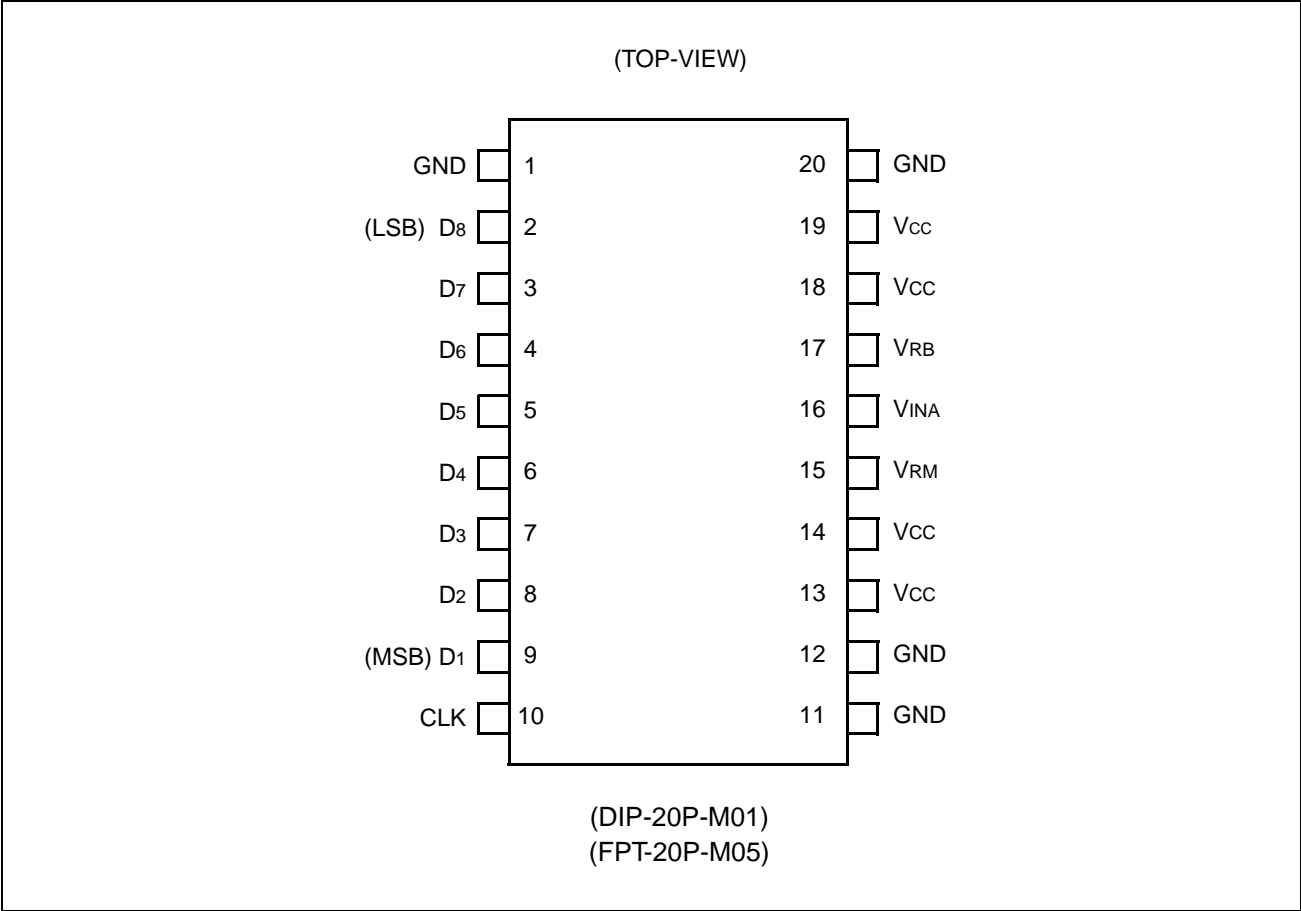 (TOP-VIEW)
GND 1 20 GND
(LSB) D8 2 19 VCC
D7 3 18 VCC
D6 4 17 VRB
D5 5 16 VINA
D4 6 15 VRM
D3 7 14 VCC
D2 8 13 VCC
(MSB) D1 9 12 GND
CLK 10 11 GND
(DIP-20P-M01)
(FPT-20P-M05)